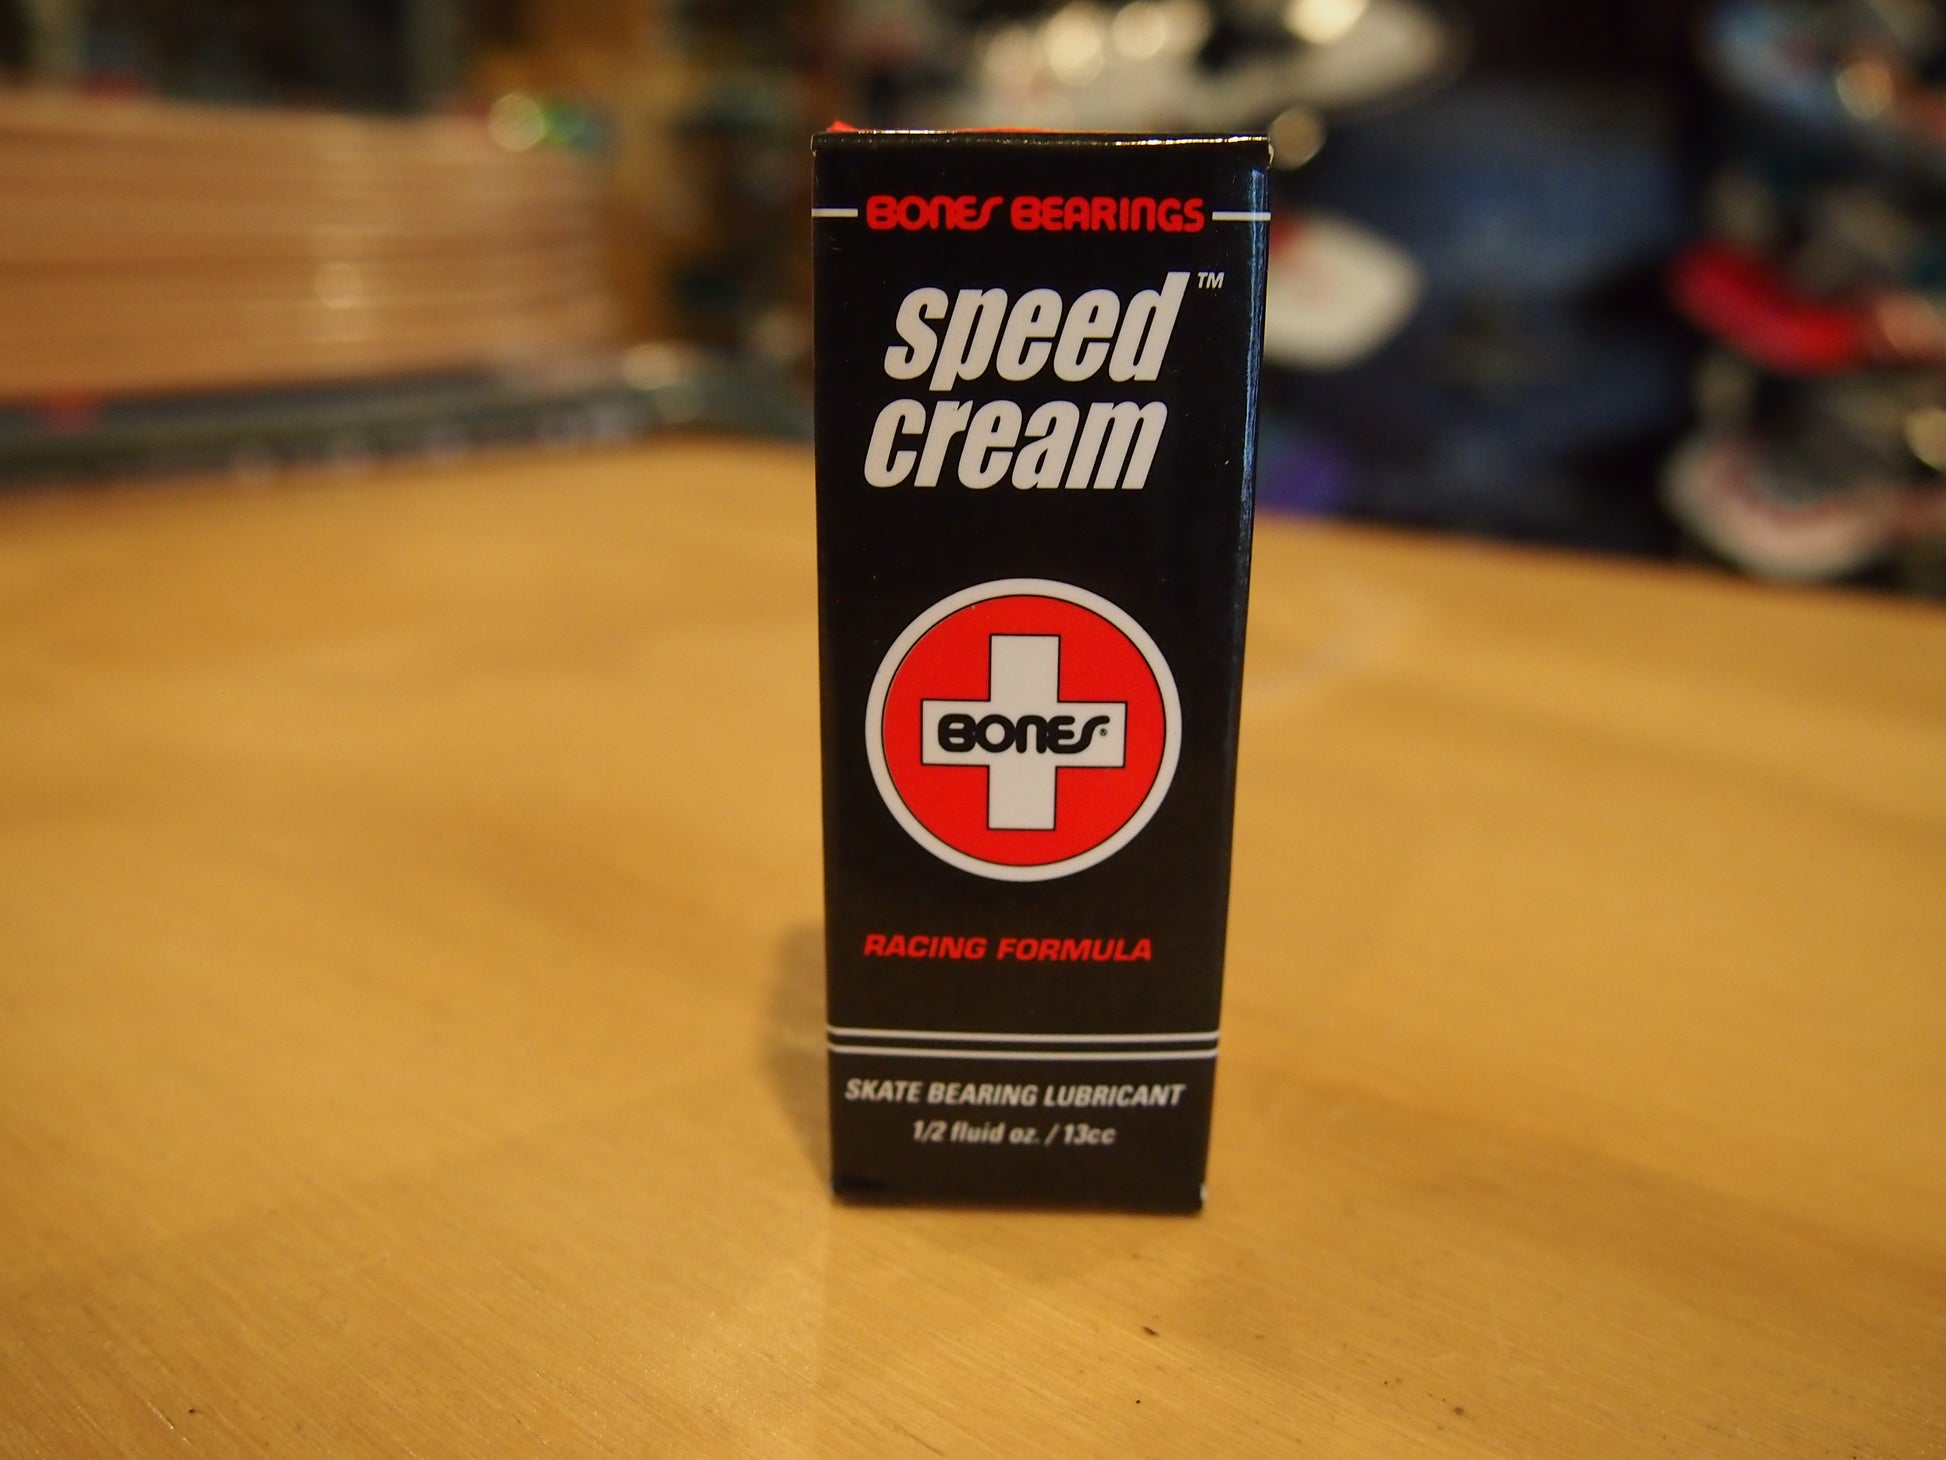 BONES BEARINGS
speed™
cream
BONES®
RACING FORMULA
SKATE BEARING LUBRICANT
1/2 fluid oz. / 13cc